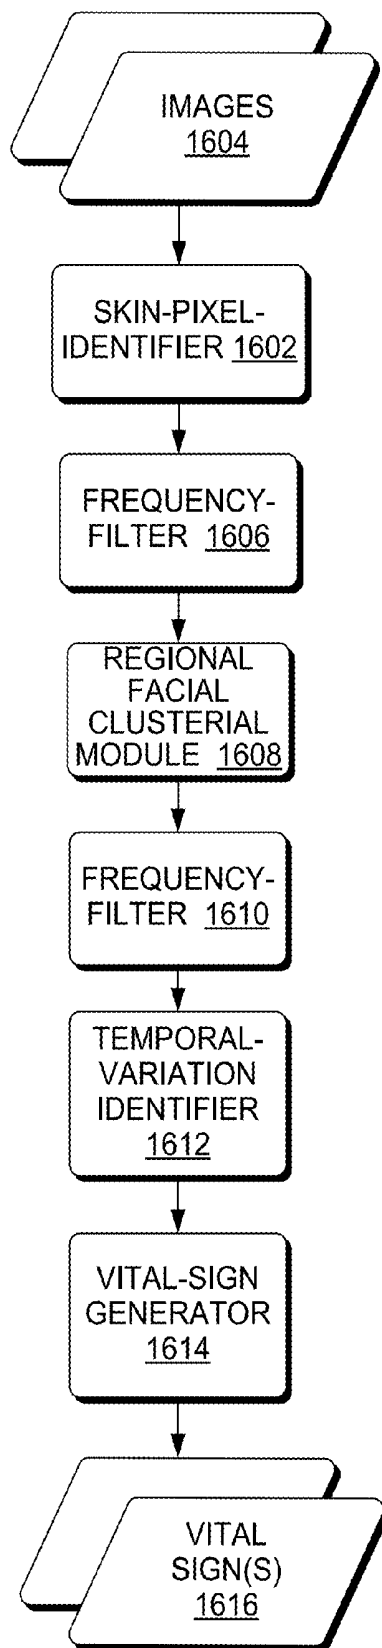 IMAGES
1604
SKIN-PIXEL-
IDENTIFIER 1602
FREQUENCY-
FILTER 1606
REGIONAL
FACIAL
CLUSTERIAL
MODULE 1608
FREQUENCY-
FILTER 1610
TEMPORAL-
VARIATION
IDENTIFIER
1612
VITAL-SIGN
GENERATOR
1614
VITAL
SIGN(S)
1616